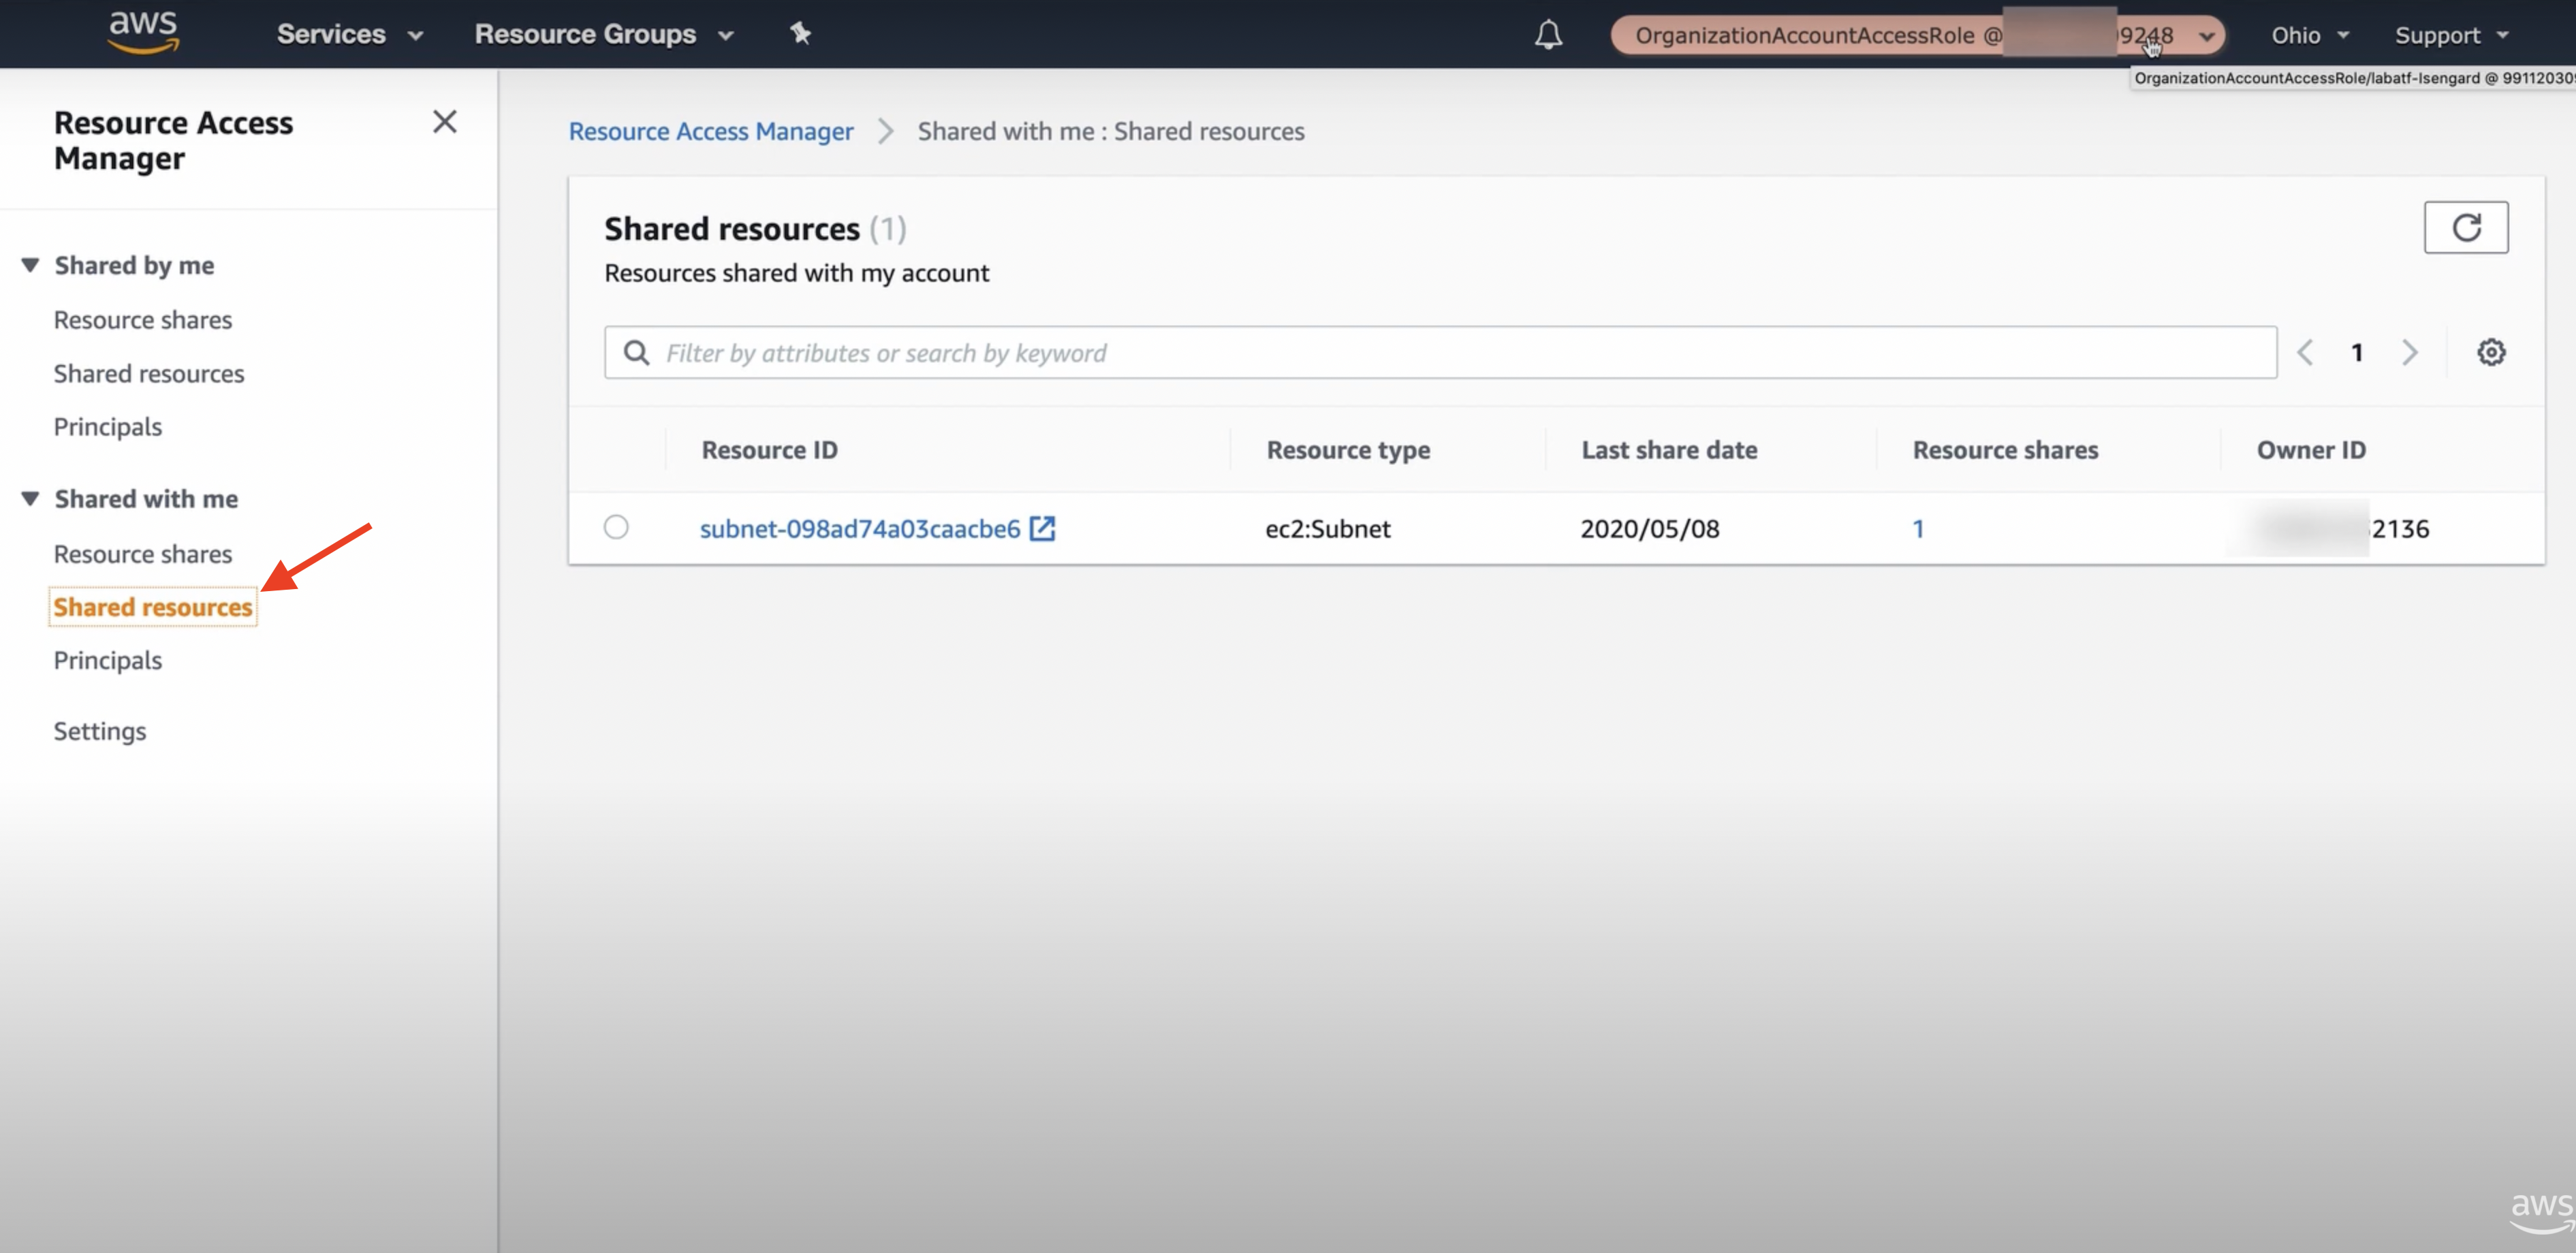 aws
Services
Resource Groups
OrganizationAccountAccessRole @ 9248
Ohio
Support
OrganizationAccountAccessRole/labatf-Isengard @ 99112030
Resource Access
Manager
Shared by me
Resource shares
Shared resources
Principals
Shared with me
Resource shares
Shared resources
Principals
Settings
Resource Access Manager > Shared with me : Shared resources
Shared resources (1)
Resources shared with my account
Filter by attributes or search by keyword
1
Resource ID Resource type Last share date Resource shares Owner ID
subnet-098ad74a03caacbe6 ec2:Subnet 2020/05/08 1 2136
aws